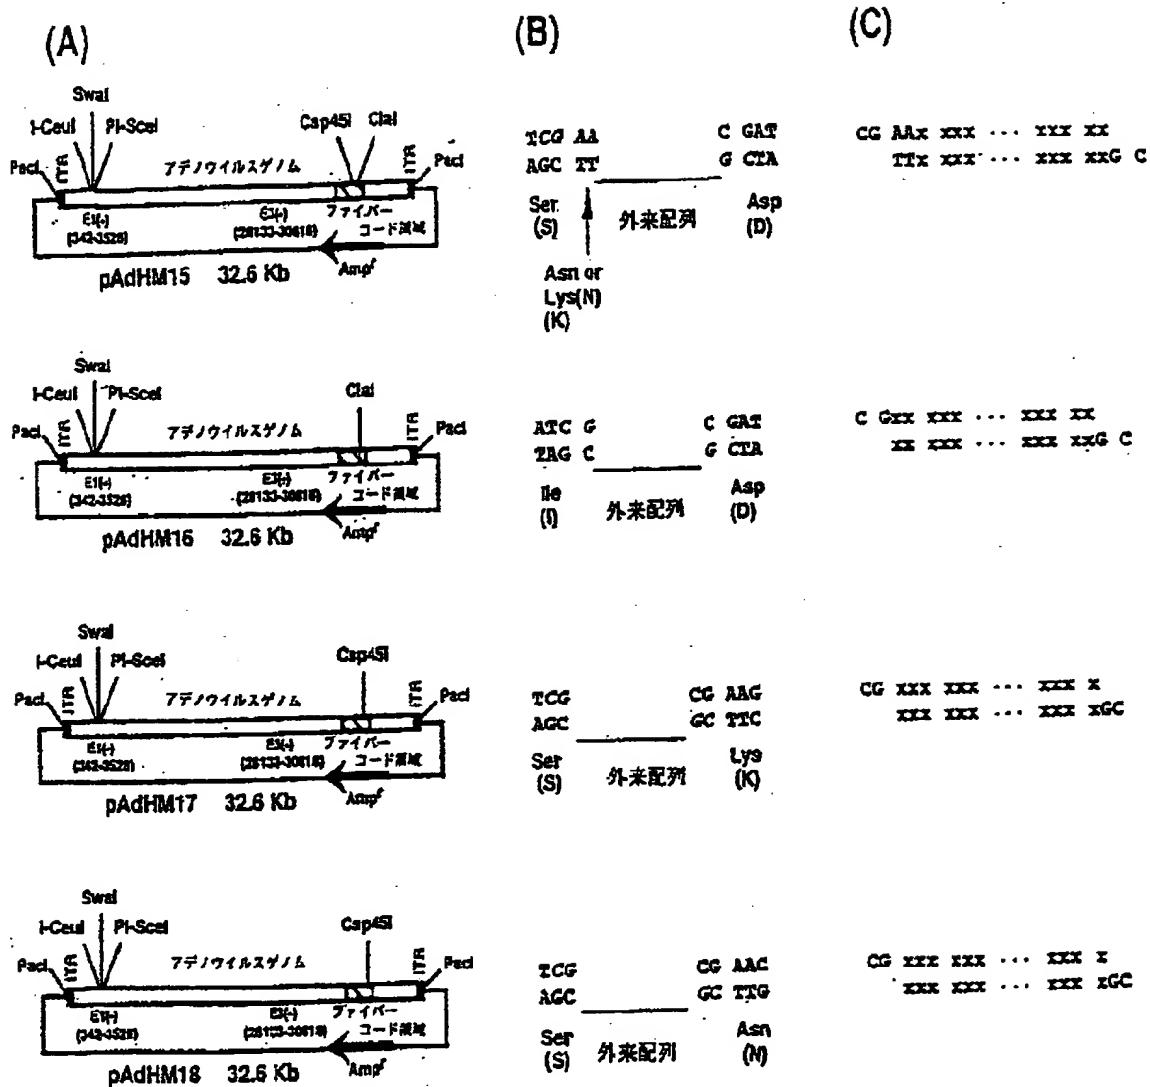 (A)
(B)
(C)
SwaI
I-CeuI PI-SceI
Csp45I ClaI
PacI ITR アデノウイルスゲノム ITR PacI
E1(-) E3(-) ファイバー
(342-3528) (28133-30818) コード領域
Ampr
pAdHM15 32.6 Kb
TCG AA C GAT
AGC TT G CTA
Ser 外来配列 Asp
(S) (D)
Asn or
Lys(N)
(K)
CG AAx xxx ... xxx xx
TTx xxx ... xxx xxG C
SwaI
I-CeuI PI-SceI
ClaI
PacI ITR アデノウイルスゲノム ITR PacI
E1(-) E3(-) ファイバー
(342-3528) (28133-30818) コード領域
Ampr
pAdHM16 32.6 Kb
ATC G C GAT
TAG C G CTA
Ile 外来配列 Asp
(I) (D)
C Gxx xxx ... xxx xx
xx xxx ... xxx xxG C
SwaI
I-CeuI PI-SceI
Csp45I
PacI ITR アデノウイルスゲノム ITR PacI
E1(-) E3(-) ファイバー
(342-3528) (28133-30818) コード領域
Ampr
pAdHM17 32.6 Kb
TCG CG AAG
AGC GC TTC
Ser 外来配列 Lys
(S) (K)
CG xxx xxx ... xxx x
xxx xxx ... xxx xGC
SwaI
I-CeuI PI-SceI
Csp45I
PacI ITR アデノウイルスゲノム ITR PacI
E1(-) E3(-) ファイバー
(342-3528) (28133-30818) コード領域
Ampr
pAdHM18 32.6 Kb
TCG CG AAC
AGC GC TTG
Ser 外来配列 Asn
(S) (N)
CG xxx xxx ... xxx x
xxx xxx ... xxx xGC